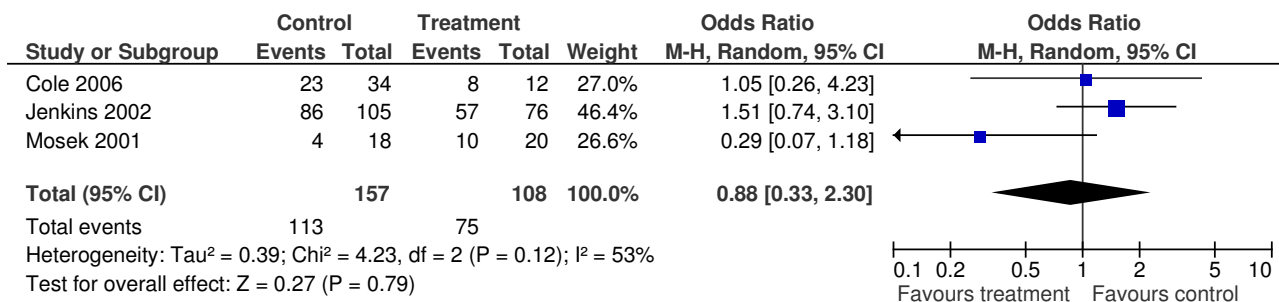 Control Treatment Odds Ratio Odds Ratio
Study or Subgroup Events Total Events Total Weight M-H, Random, 95% CI M-H, Random, 95% CI
Cole 2006 23 34 8 12 27.0% 1.05 [0.26, 4.23]
Jenkins 2002 86 105 57 76 46.4% 1.51 [0.74, 3.10]
Mosek 2001 4 18 10 20 26.6% 0.29 [0.07, 1.18]
Total (95% CI) 157 108 100.0% 0.88 [0.33, 2.30]
Total events 113 75
Heterogeneity: Tau² = 0.39; Chi² = 4.23, df = 2 (P = 0.12); I² = 53%
Test for overall effect: Z = 0.27 (P = 0.79)
0.1 0.2 0.5 1 2 5 10
Favours treatment Favours control